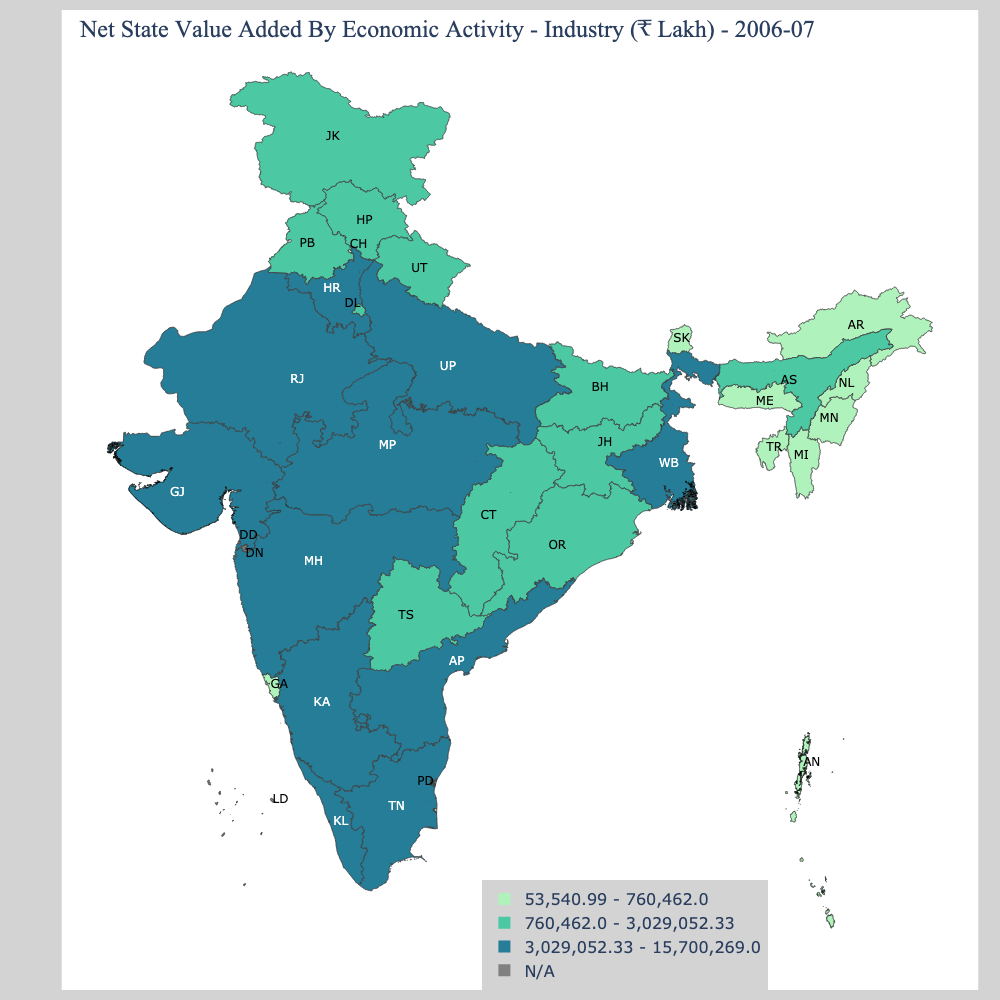 Net State Value Added By Economic Activity - Industry (₹ Lakh) - 2006-07
JK
HP
PB
CH
UT
HR
DL
SK
AR
RJ
UP
BH
AS
NL
ME
MN
MP
JH
TR
MI
WB
GJ
CT
DD
OR
DN
MH
TS
AP
GA
KA
AN
PD
LD
TN
KL
53,540.99 - 760,462.0
760,462.0 - 3,029,052.33
3,029,052.33 - 15,700,269.0
N/A